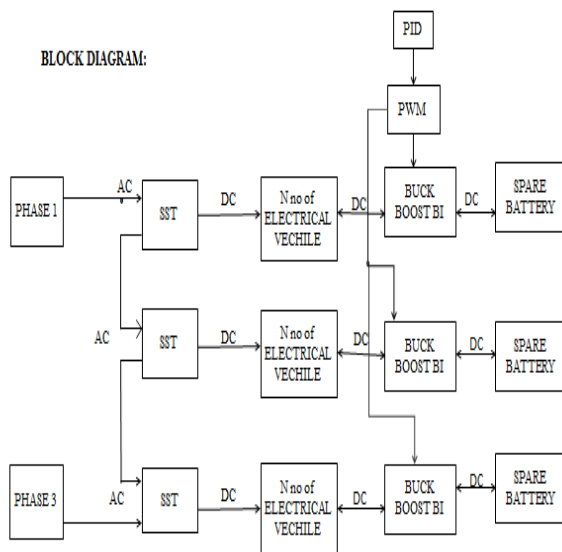 PID
BLOCK DIAGRAM:
PWM
PHASE 1
AC
SST
DC
N no of
ELECTRICAL
VECHILE
DC
BUCK
BOOST BI
DC
SPARE
BATTERY
AC
SST
DC
N no of
ELECTRICAL
VECHILE
DC
BUCK
BOOST BI
DC
SPARE
BATTERY
PHASE 3
AC
SST
DC
N no of
ELECTRICAL
VECHILE
DC
BUCK
BOOST BI
DC
SPARE
BATTERY